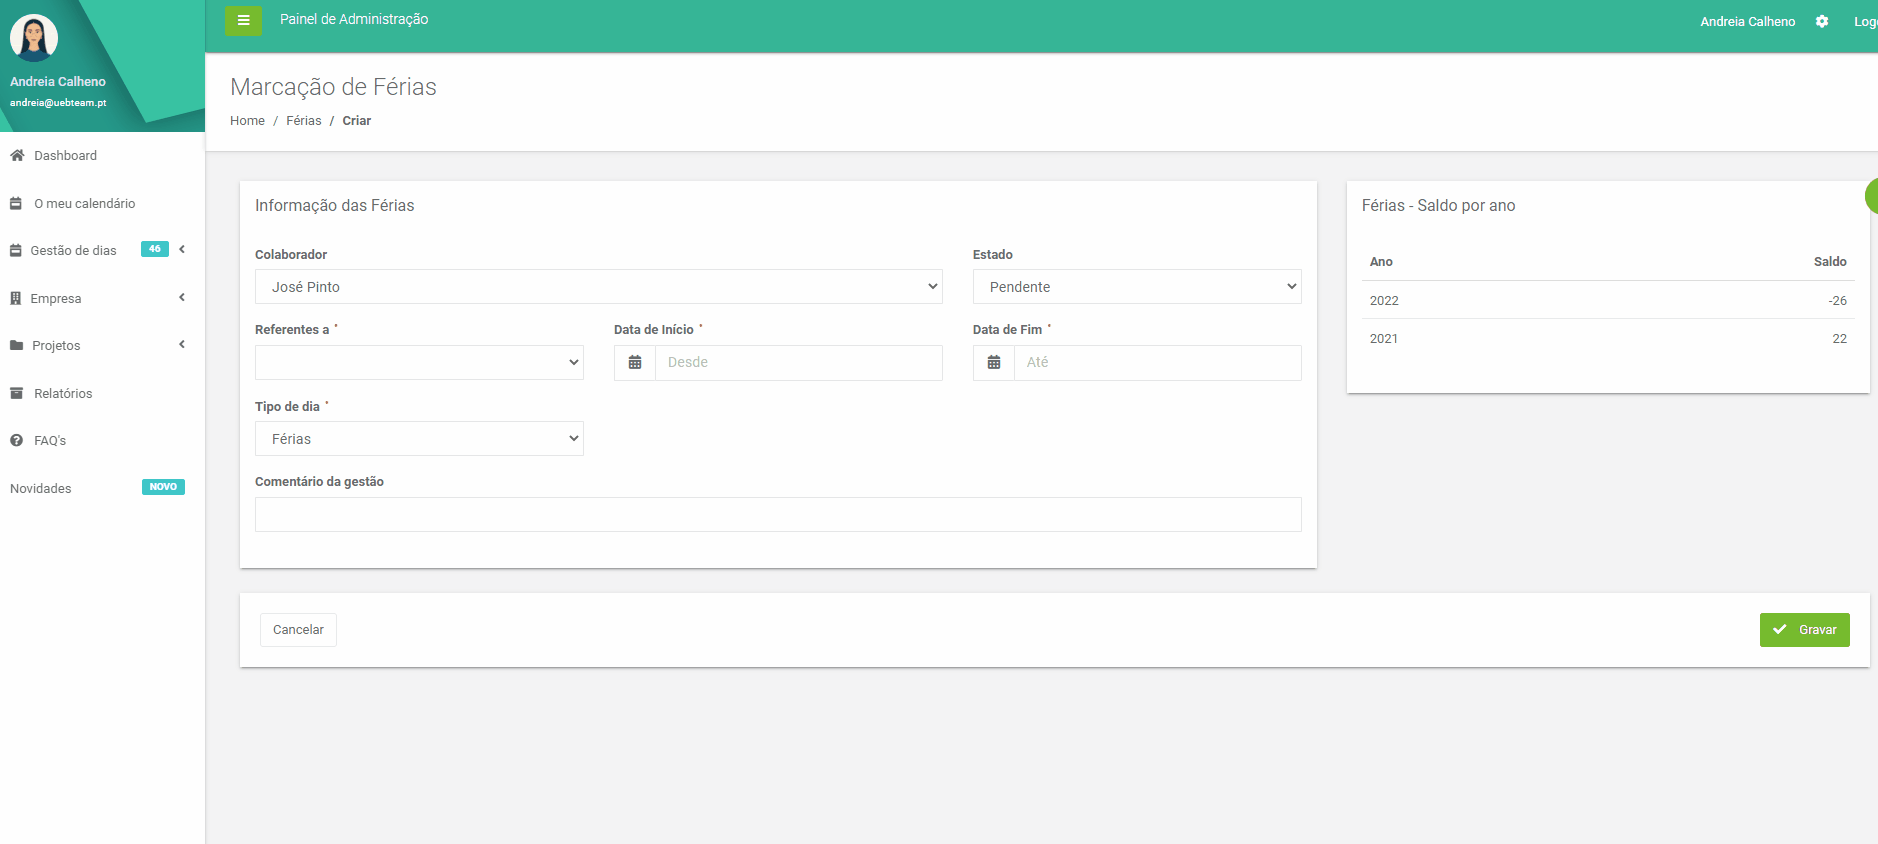 Andreia Calheno
andreia@uebteam.pt
Dashboard
O meu calendário
Gestão de dias 46
Empresa
Projetos
Relatórios
FAQ's
Novidades NOVO
Painel de Administração
Andreia Calheno
Log
Marcação de Férias
Home / Férias / Criar
Informação das Férias
Colaborador
José Pinto
Estado
Pendente
Referentes a *
Data de Início *
Desde
Data de Fim *
Até
Tipo de dia *
Férias
Comentário da gestão
Férias - Saldo por ano
Ano Saldo
2022 -26
2021 22
Cancelar
Gravar